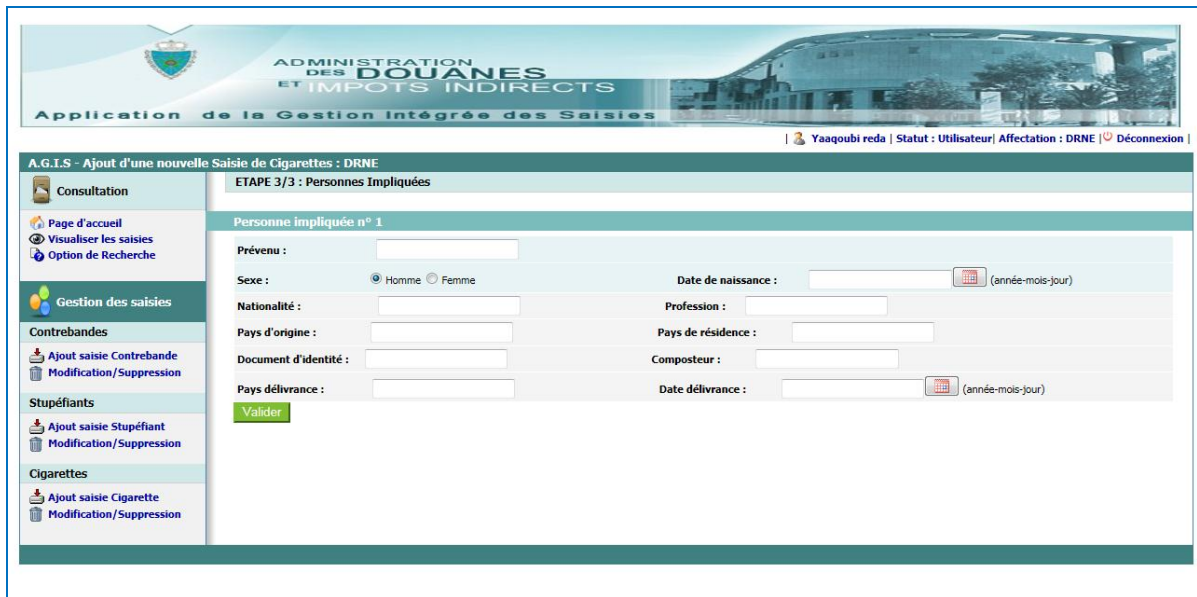 ADMINISTRATION
DES DOUANES
ET IMPOTS INDIRECTS
Application de la Gestion Intégrée des Saisies
| Yaaqoubi reda | Statut : Utilisateur| Affectation : DRNE | Déconnexion |
A.G.I.S - Ajout d'une nouvelle Saisie de Cigarettes : DRNE
Consultation
Page d'accueil
Visualiser les saisies
Option de Recherche
Gestion des saisies
Contrebandes
Ajout saisie Contrebande
Modification/Suppression
Stupéfiants
Ajout saisie Stupéfiant
Modification/Suppression
Cigarettes
Ajout saisie Cigarette
Modification/Suppression
ETAPE 3/3 : Personnes Impliquées
Personne impliquée n° 1
Prévenu :
Sexe : Homme Femme Date de naissance : (année-mois-jour)
Nationalité : Profession :
Pays d'origine : Pays de résidence :
Document d'identité : Composteur :
Pays délivrance : Date délivrance : (année-mois-jour)
Valider